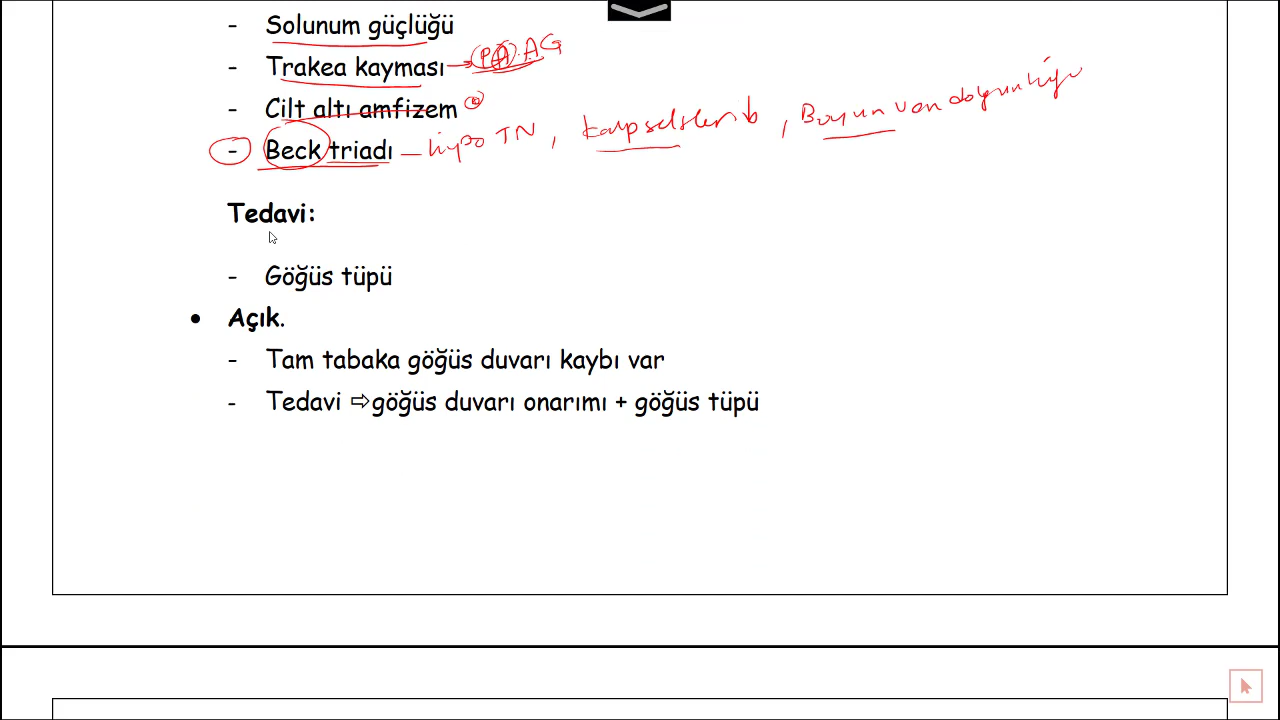 - Solunum güçlüğü
- Trakea kayması → PA AG
- Cilt altı amfizem
- Beck triadı — hipo TN, kalp sesleri, Boyun ven dolgunluğu
Tedavi:
- Göğüs tüpü
• Açık.
- Tam tabaka göğüs duvarı kaybı var
- Tedavi ⇨göğüs duvarı onarımı + göğüs tüpü